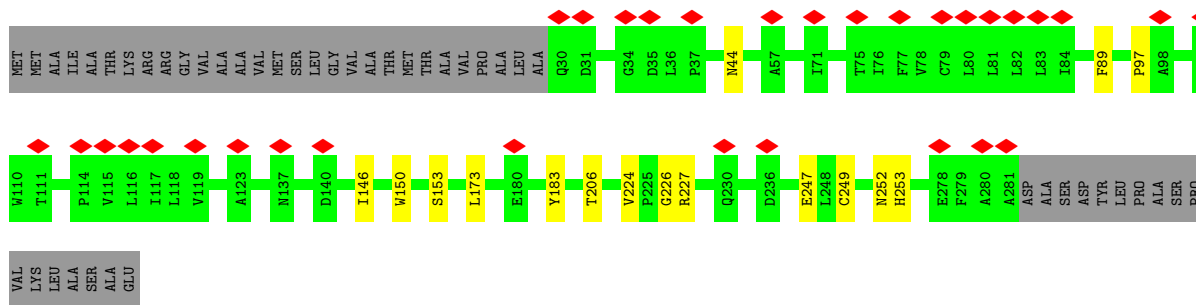 MET MET ALA ILE ALA THR LYS ARG ARG GLY VAL ALA ALA VAL MET SER LEU GLY VAL ALA THR MET THR ALA VAL PRO ALA LEU ALA Q30 D31 G34 D35 L36 P37 N44 A57 I71 T75 I76 F77 V78 C79 L80 L81 L82 L83 I84 F89 P97 A98
W110 T111 P114 V115 L116 I117 L118 V119 A123 N137 D140 I146 W150 S153 L173 E180 Y183 T206 V224 P225 G226 R227 Q230 D236 E247 L248 C249 N252 H253 E278 F279 A280 A281 ASP ALA SER ASP TYR LEU PRO ALA SER PRO
VAL LYS LEU ALA SER ALA GLU